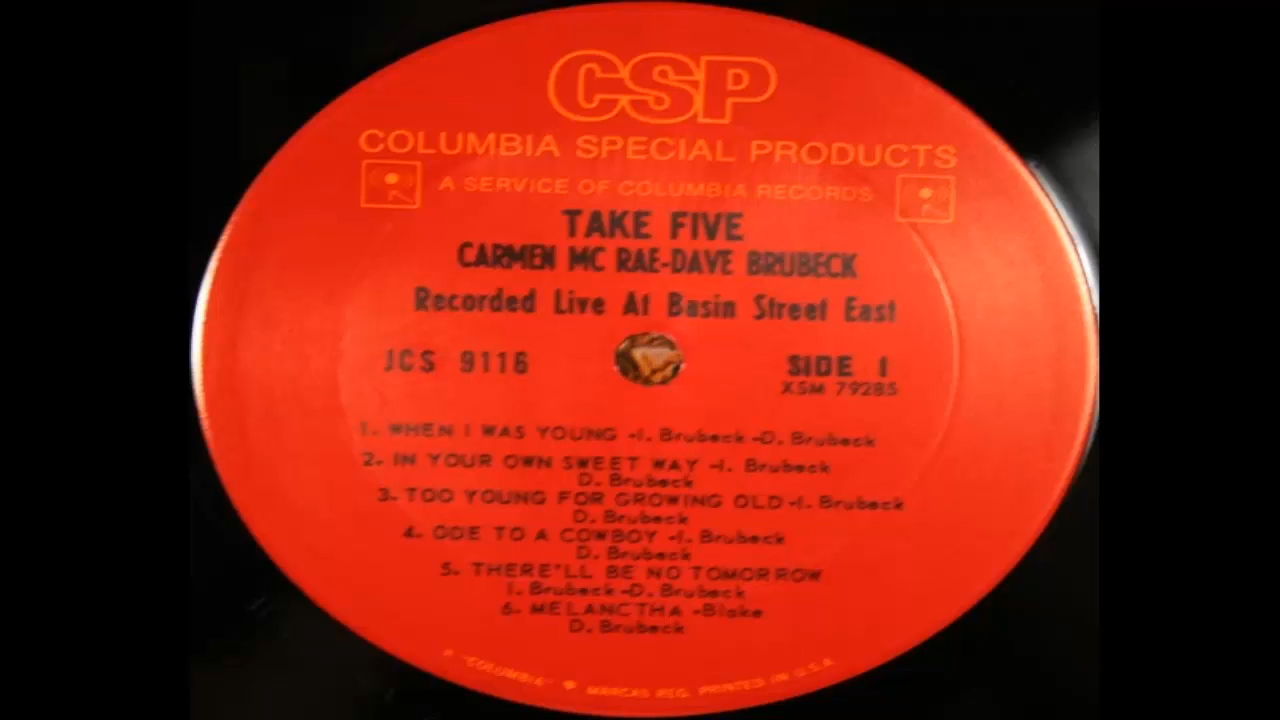 CSP
COLUMBIA SPECIAL PRODUCTS
A SERVICE OF COLUMBIA RECORDS
TAKE FIVE
CARMEN MC RAE-DAVE BRUBECK
Recorded Live At Basin Street East
JCS 9116
SIDE 1
XSM 79285
1. WHEN I WAS YOUNG -I. Brubeck-D. Brubeck
2. IN YOUR OWN SWEET WAY -I. Brubeck
D. Brubeck
3. TOO YOUNG FOR GROWING OLD-I. Brubeck
D. Brubeck
4. ODE TO A COWBOY -I. Brubeck
D. Brubeck
5. THERE'LL BE NO TOMORROW
I. Brubeck-D. Brubeck
6. MELANCTHA -Blake
D. Brubeck
"COLUMBIA" MARCAS REG. PRINTED IN U.S.A.